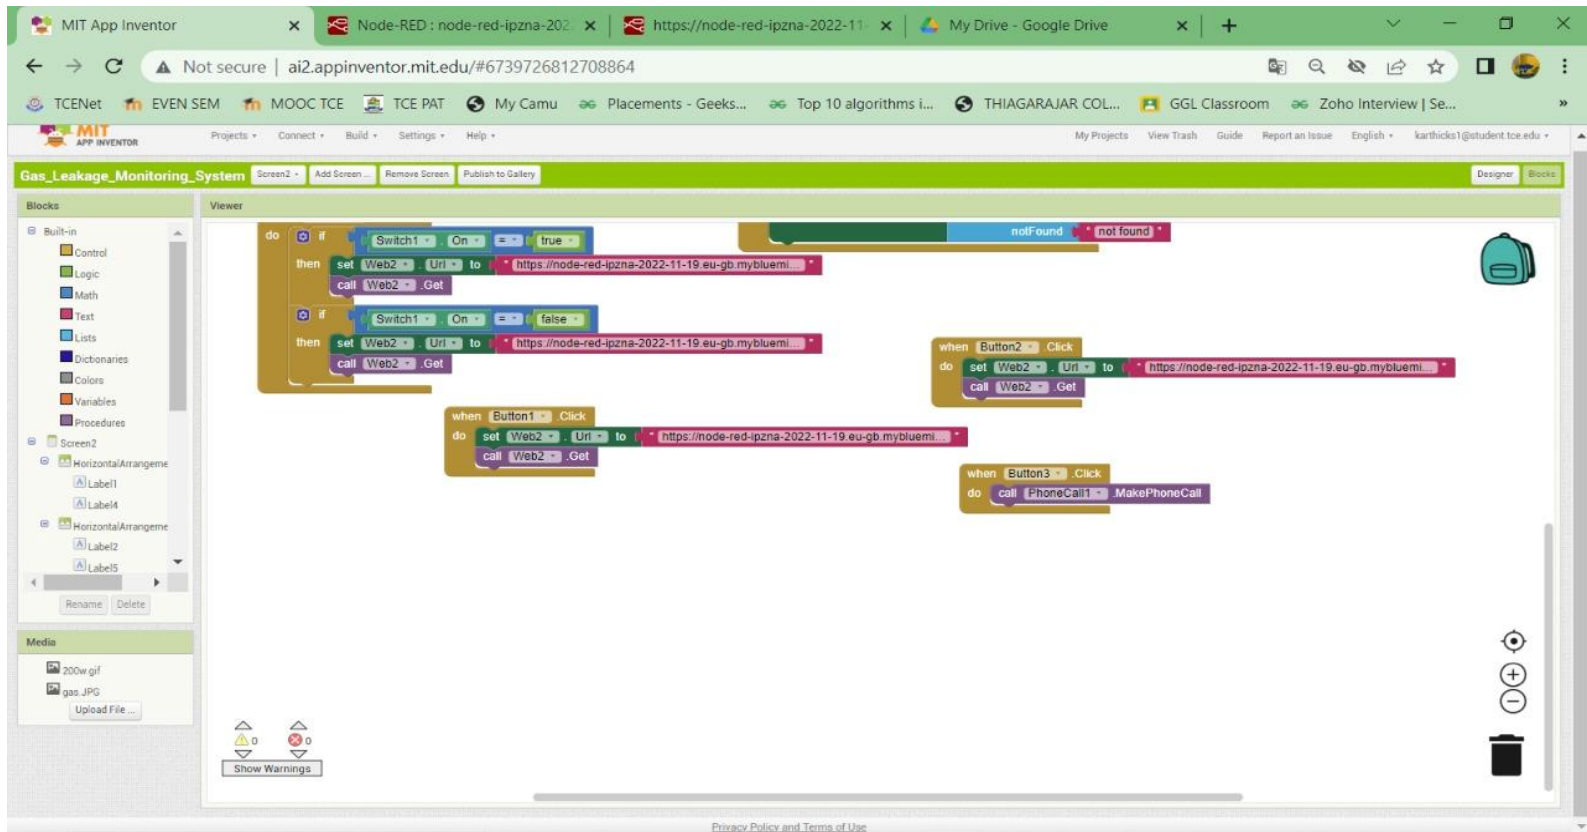 MIT App Inventor
Node-RED : node-red-ipzna-202
https://node-red-ipzna-2022-11-
My Drive - Google Drive
Not secure | ai2.appinventor.mit.edu/#6739726812708864
TCENet EVEN SEM MOOC TCE TCE PAT My Camu Placements - Geeks... Top 10 algorithms i... THIAGARAJAR COL... GGL Classroom Zoho Interview | Se... »
MIT
APP INVENTOR
Projects Connect Build Settings Help
My Projects View Trash Guide Report an Issue English karthicks1@student.tce.edu
Gas_Leakage_Monitoring_System Screen2 Add Screen ... Remove Screen Publish to Gallery Designer Blocks
Blocks
Built-in
Control
Logic
Math
Text
Lists
Dictionaries
Colors
Variables
Procedures
Screen2
HorizontalArrangeme
Label1
Label4
HorizontalArrangeme
Label2
Label5
Rename Delete
Media
200w.gif
gas.JPG
Upload File ...
Viewer
do if Switch1 . On = true
then set Web2 . Url to " https://node-red-ipzna-2022-11-19.eu-gb.mybluemi... "
call Web2 .Get
if Switch1 . On = false
then set Web2 . Url to " https://node-red-ipzna-2022-11-19.eu-gb.mybluemi... "
call Web2 .Get
notFound " not found "
when Button2 .Click
do set Web2 . Url to " https://node-red-ipzna-2022-11-19.eu-gb.mybluemi... "
call Web2 .Get
when Button1 .Click
do set Web2 . Url to " https://node-red-ipzna-2022-11-19.eu-gb.mybluemi... "
call Web2 .Get
when Button3 .Click
do call PhoneCall1 .MakePhoneCall
0 0
Show Warnings
Privacy Policy and Terms of Use